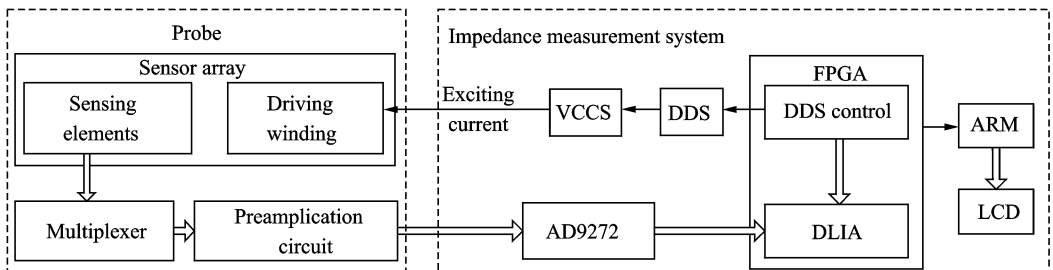 Probe
Sensor array
Sensing
elements
Driving
winding
Multiplexer
Preamplication
circuit
Impedance measurement system
Exciting
current
VCCS
DDS
FPGA
DDS control
ARM
LCD
AD9272
DLIA